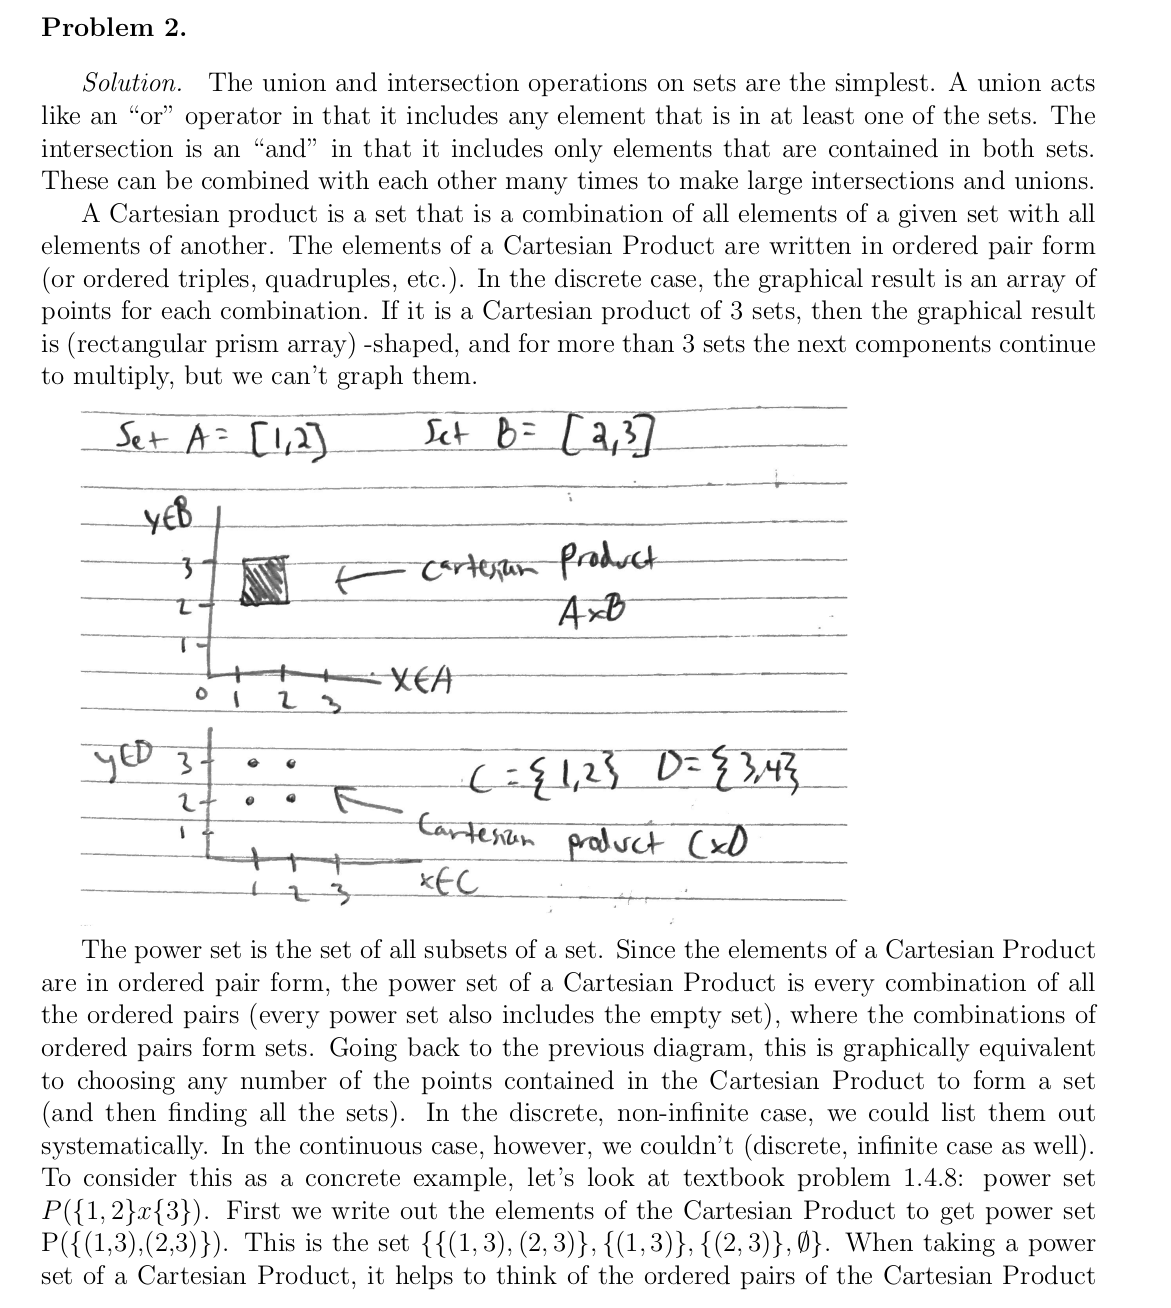 Problem 2.
Solution. The union and intersection operations on sets are the simplest. A union acts
like an “or” operator in that it includes any element that is in at least one of the sets. The
intersection is an “and” in that it includes only elements that are contained in both sets.
These can be combined with each other many times to make large intersections and unions.
A Cartesian product is a set that is a combination of all elements of a given set with all
elements of another. The elements of a Cartesian Product are written in ordered pair form
(or ordered triples, quadruples, etc.). In the discrete case, the graphical result is an array of
points for each combination. If it is a Cartesian product of 3 sets, then the graphical result
is (rectangular prism array) -shaped, and for more than 3 sets the next components continue
to multiply, but we can’t graph them.
Set A = [1,2] Set B = [2,3]
y∈B
3
← Cartesian Product
2
A×B
1
x∈A
0 1 2 3
y∈D 3
C = {1,2} D = {3,4}
2
1
Cartesian product C×D
x∈C
1 2 3
The power set is the set of all subsets of a set. Since the elements of a Cartesian Product
are in ordered pair form, the power set of a Cartesian Product is every combination of all
the ordered pairs (every power set also includes the empty set), where the combinations of
ordered pairs form sets. Going back to the previous diagram, this is graphically equivalent
to choosing any number of the points contained in the Cartesian Product to form a set
(and then finding all the sets). In the discrete, non-infinite case, we could list them out
systematically. In the continuous case, however, we couldn’t (discrete, infinite case as well).
To consider this as a concrete example, let’s look at textbook problem 1.4.8: power set
P({1, 2}x{3}). First we write out the elements of the Cartesian Product to get power set
P({(1,3),(2,3)}). This is the set {{(1, 3), (2, 3)}, {(1, 3)}, {(2, 3)}, ∅}. When taking a power
set of a Cartesian Product, it helps to think of the ordered pairs of the Cartesian Product